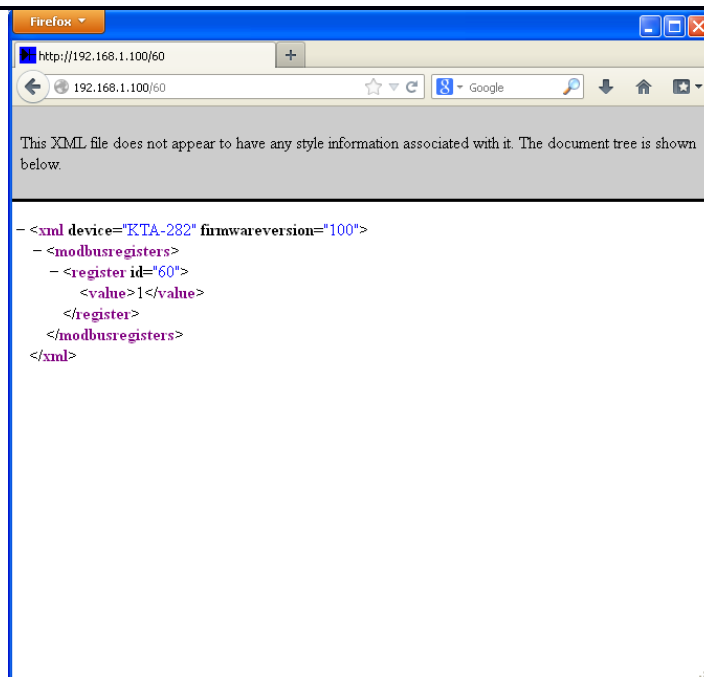 Firefox
http://192.168.1.100/60
+
192.168.1.100/60
8 Google
This XML file does not appear to have any style information associated with it. The document tree is shown
below.
− <xml device="KTA-282" firmwareversion="100">
− <modbusregisters>
− <register id="60">
<value>1</value>
</register>
</modbusregisters>
</xml>